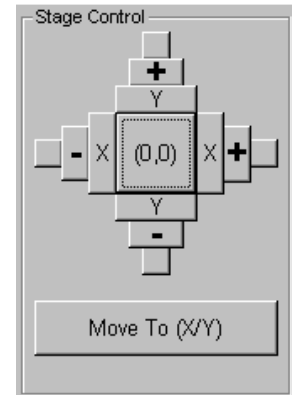 Stage Control
+
Y
- X (0,0) X +
Y
-
Move To (X/Y)